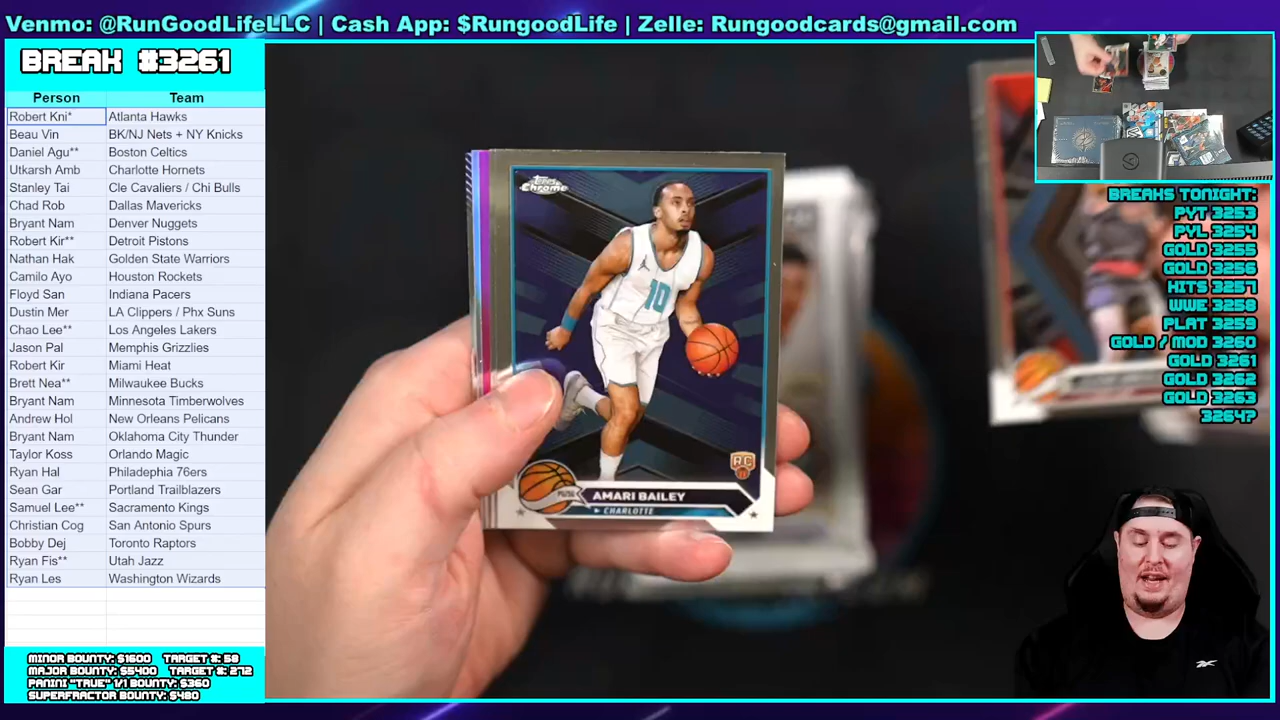 Venmo: @RunGoodLifeLLC | Cash App: $RungoodLife | Zelle: Rungoodcards@gmail.com
BREAK #3261
Person Team
Robert Kni* Atlanta Hawks
Beau Vin BK/NJ Nets + NY Knicks
Daniel Agu** Boston Celtics
Utkarsh Amb Charlotte Hornets
Stanley Tai Cle Cavaliers / Chi Bulls
Chad Rob Dallas Mavericks
Bryant Nam Denver Nuggets
Robert Kir** Detroit Pistons
Nathan Hak Golden State Warriors
Camilo Ayo Houston Rockets
Floyd San Indiana Pacers
Dustin Mer LA Clippers / Phx Suns
Chao Lee** Los Angeles Lakers
Jason Pal Memphis Grizzlies
Robert Kir Miami Heat
Brett Nea** Milwaukee Bucks
Bryant Nam Minnesota Timberwolves
Andrew Hol New Orleans Pelicans
Bryant Nam Oklahoma City Thunder
Taylor Koss Orlando Magic
Ryan Hal Philadephia 76ers
Sean Gar Portland Trailblazers
Samuel Lee** Sacramento Kings
Christian Cog San Antonio Spurs
Bobby Dej Toronto Raptors
Ryan Fis** Utah Jazz
Ryan Les Washington Wizards
MINOR BOUNTY: $1600 TARGET #: 58
MAJOR BOUNTY: $5400 TARGET #: 272
PANINI "TRUE" 1/1 BOUNTY: $360
SUPERFRACTOR BOUNTY: $480
Topps
Chrome
10
RC
PG/SG
AMARI BAILEY
CHARLOTTE
BREAKS TONIGHT:
PYT 3253
PYL 3254
GOLD 3255
GOLD 3256
HITS 3257
WWE 3258
PLAT 3259
GOLD / MOD 3260
GOLD 3261
GOLD 3262
GOLD 3263
3264?